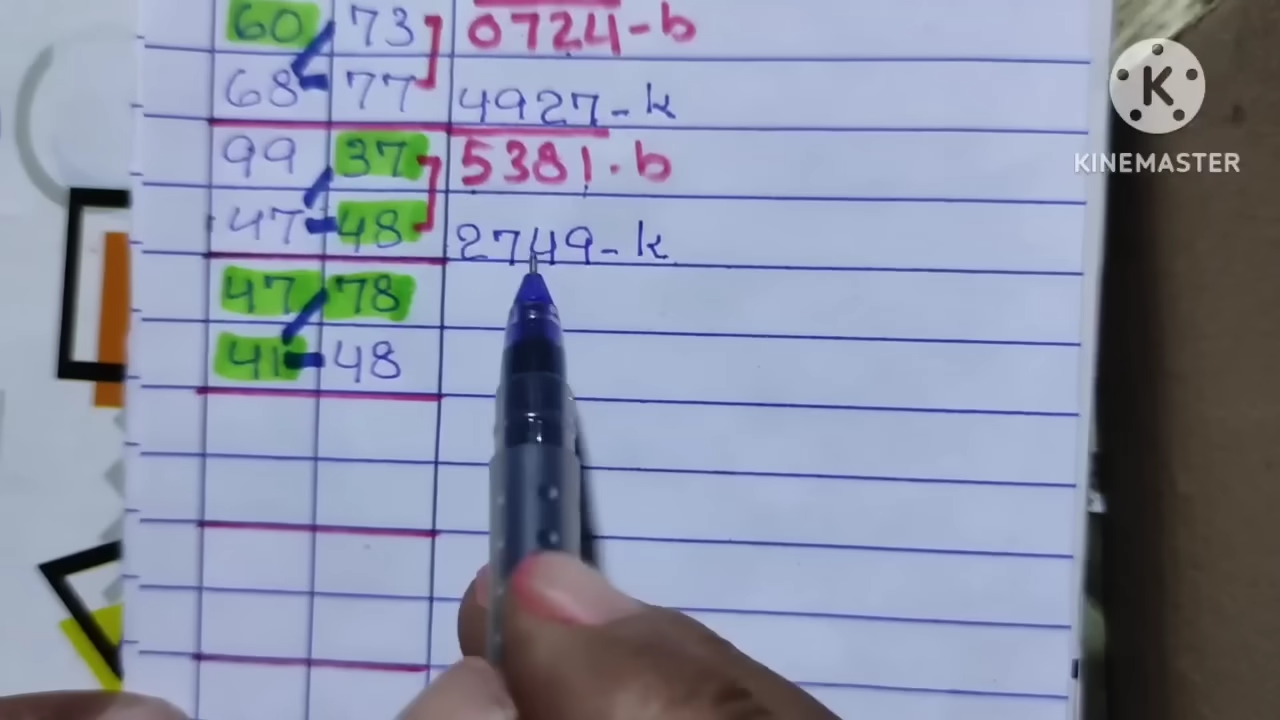 60 73 0724-b
68 77 4927-k
99 37 5381.b
47 48 2749-k
47 78
41 48
K
KINEMASTER